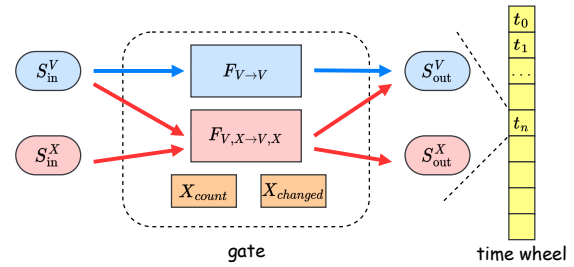 S^V_in
F_{V→V}
S^V_out
S^X_in
F_{V,X→V,X}
S^X_out
X_count
X_changed
gate
t_0
t_1
...
t_n
time wheel